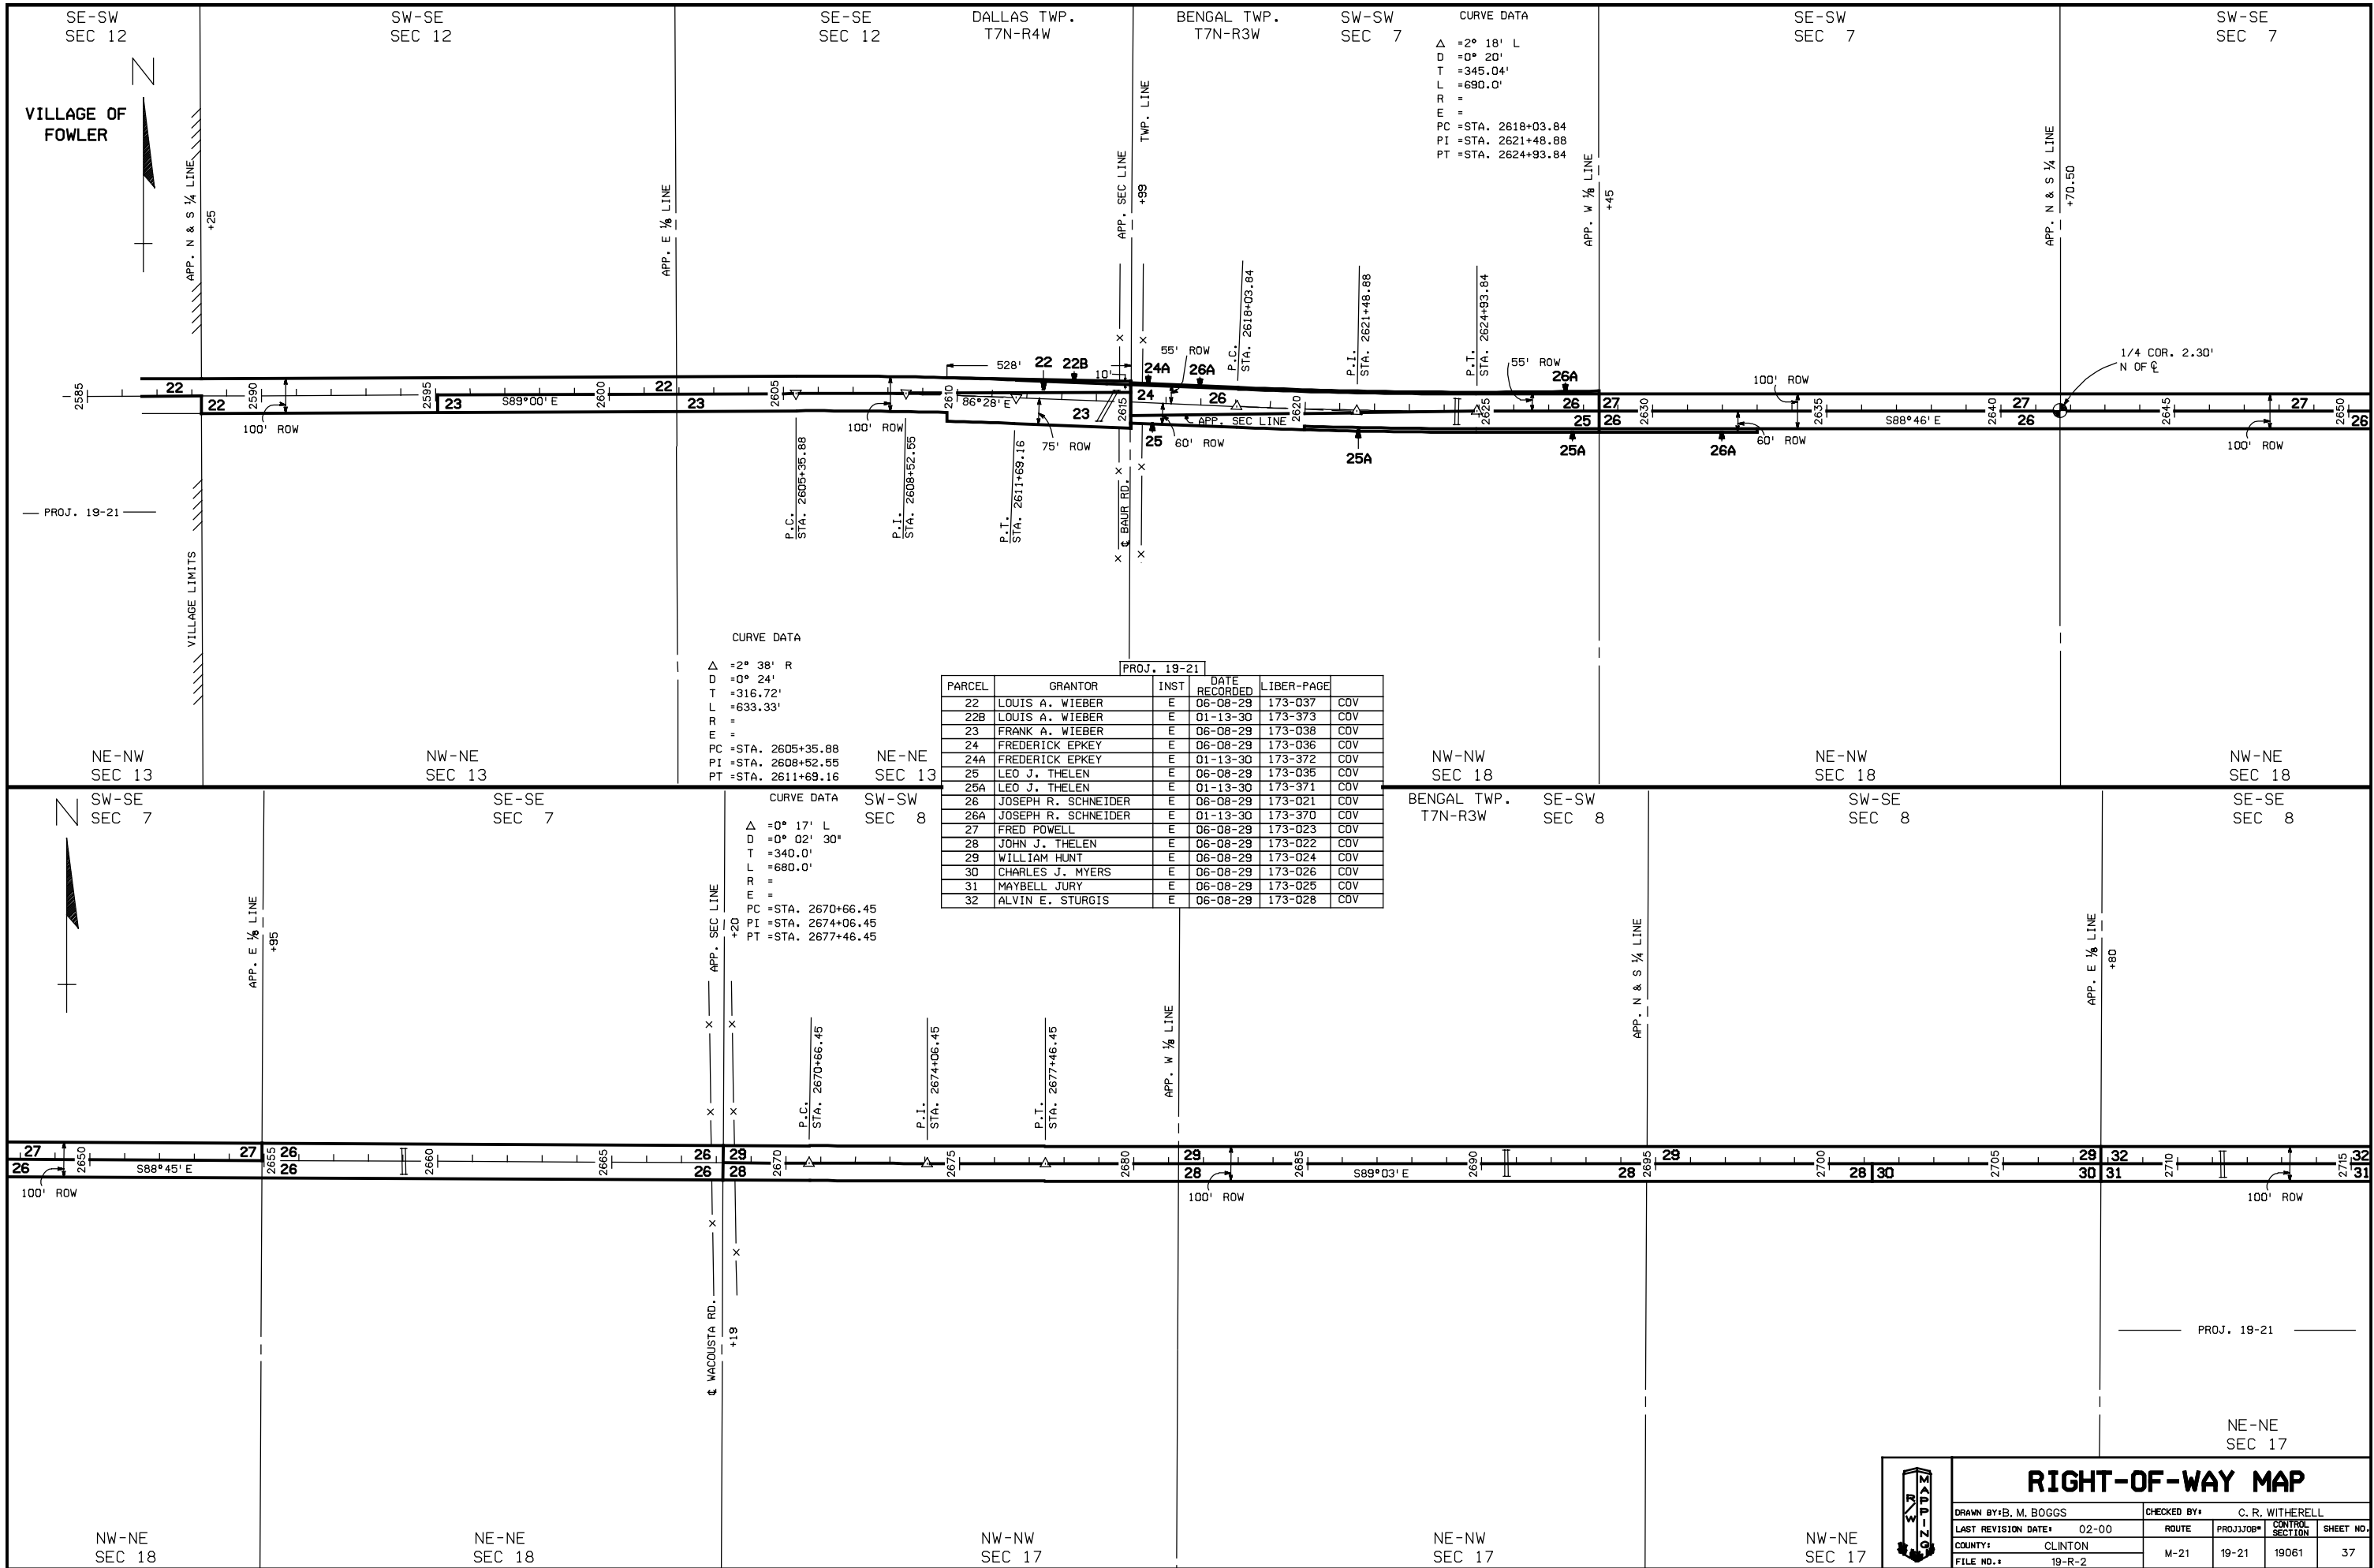 SE-SW
SEC 12
SW-SE
SEC 12
SE-SE
SEC 12
DALLAS TWP.
T7N-R4W
BENGAL TWP.
T7N-R3W
SW-SW
SEC 7
CURVE DATA
△ =2° 18' L
D =0° 20'
T =345.04'
L =690.0'
R =
E =
PC =STA. 2618+03.84
PI =STA. 2621+48.88
PT =STA. 2624+93.84
SE-SW
SEC 7
SW-SE
SEC 7
N
VILLAGE OF
FOWLER
APP. N & S ¼ LINE
+25
APP. E ⅛ LINE
APP. SEC LINE
+99
TWP. LINE
APP. W ⅛ LINE
+45
APP. N & S ¼ LINE
+70.50
P.C.
STA. 2618+03.84
P.I.
STA. 2621+48.88
P.T.
STA. 2624+93.84
1/4 COR. 2.30'
N OF ℄
528'
22
22B
10'
24A
55' ROW
26A
55' ROW
26A
100' ROW
2585
22
22
2590
100' ROW
2595
23
S89°00' E
2600
22
23
2605
100' ROW
2610
86°28' E
23
75' ROW
2615
24
26
2620
℄ APP. SEC LINE
25
60' ROW
25A
2625
26
25
25A
27
26
2630
26A
60' ROW
2635
S88°46' E
2640
27
26
2645
27
100' ROW
2650
26
P.C.
STA. 2605+35.88
P.I.
STA. 2608+52.55
P.T.
STA. 2611+69.16
℄ BAUR RD.
PROJ. 19-21
VILLAGE LIMITS
CURVE DATA
△ =2° 38' R
D =0° 24'
T =316.72'
L =633.33'
R =
E =
PC =STA. 2605+35.88
PI =STA. 2608+52.55
PT =STA. 2611+69.16
NE-NW
SEC 13
NW-NE
SEC 13
NE-NE
SEC 13
NW-NW
SEC 18
NE-NW
SEC 18
NW-NE
SEC 18
PROJ. 19-21
PARCEL GRANTOR INST DATE RECORDED LIBER-PAGE
22 LOUIS A. WIEBER E 06-08-29 173-037 COV
22B LOUIS A. WIEBER E 01-13-30 173-373 COV
23 FRANK A. WIEBER E 06-08-29 173-038 COV
24 FREDERICK EPKEY E 06-08-29 173-036 COV
24A FREDERICK EPKEY E 01-13-30 173-372 COV
25 LEO J. THELEN E 06-08-29 173-035 COV
25A LEO J. THELEN E 01-13-30 173-371 COV
26 JOSEPH R. SCHNEIDER E 06-08-29 173-021 COV
26A JOSEPH R. SCHNEIDER E 01-13-30 173-370 COV
27 FRED POWELL E 06-08-29 173-023 COV
28 JOHN J. THELEN E 06-08-29 173-022 COV
29 WILLIAM HUNT E 06-08-29 173-024 COV
30 CHARLES J. MYERS E 06-08-29 173-026 COV
31 MAYBELL JURY E 06-08-29 173-025 COV
32 ALVIN E. STURGIS E 06-08-29 173-028 COV
N
SW-SE
SEC 7
SE-SE
SEC 7
CURVE DATA
△ =0° 17' L
D =0° 02' 30"
T =340.0'
L =680.0'
R =
E =
PC =STA. 2670+66.45
PI =STA. 2674+06.45
PT =STA. 2677+46.45
SW-SW
SEC 8
BENGAL TWP.
T7N-R3W
SE-SW
SEC 8
SW-SE
SEC 8
SE-SE
SEC 8
APP. E ⅛ LINE
+95
APP. SEC LINE
+20
APP. W ⅛ LINE
APP. N & S ¼ LINE
APP. E ⅛ LINE
+80
P.C.
STA. 2670+66.45
P.I.
STA. 2674+06.45
P.T.
STA. 2677+46.45
27
26
100' ROW
2650
S88°45' E
27
2655
26
26
2660
2665
26
26
29
28
2670
2675
2680
29
28
100' ROW
2685
S89°03' E
2690
28
2695
29
2700
28
30
2705
29
30
32
31
2710
100' ROW
2715
32
31
℄ WACOUSTA RD.
+19
PROJ. 19-21
NW-NE
SEC 18
NE-NE
SEC 18
NW-NW
SEC 17
NE-NW
SEC 17
NW-NE
SEC 17
NE-NE
SEC 17
R/W MAPPING
RIGHT-OF-WAY MAP
DRAWN BY: B. M. BOGGS
CHECKED BY: C. R. WITHERELL
LAST REVISION DATE: 02-00
COUNTY: CLINTON
FILE NO.: 19-R-2
ROUTE PROJ/JOB# CONTROL SECTION SHEET NO.
M-21 19-21 19061 37